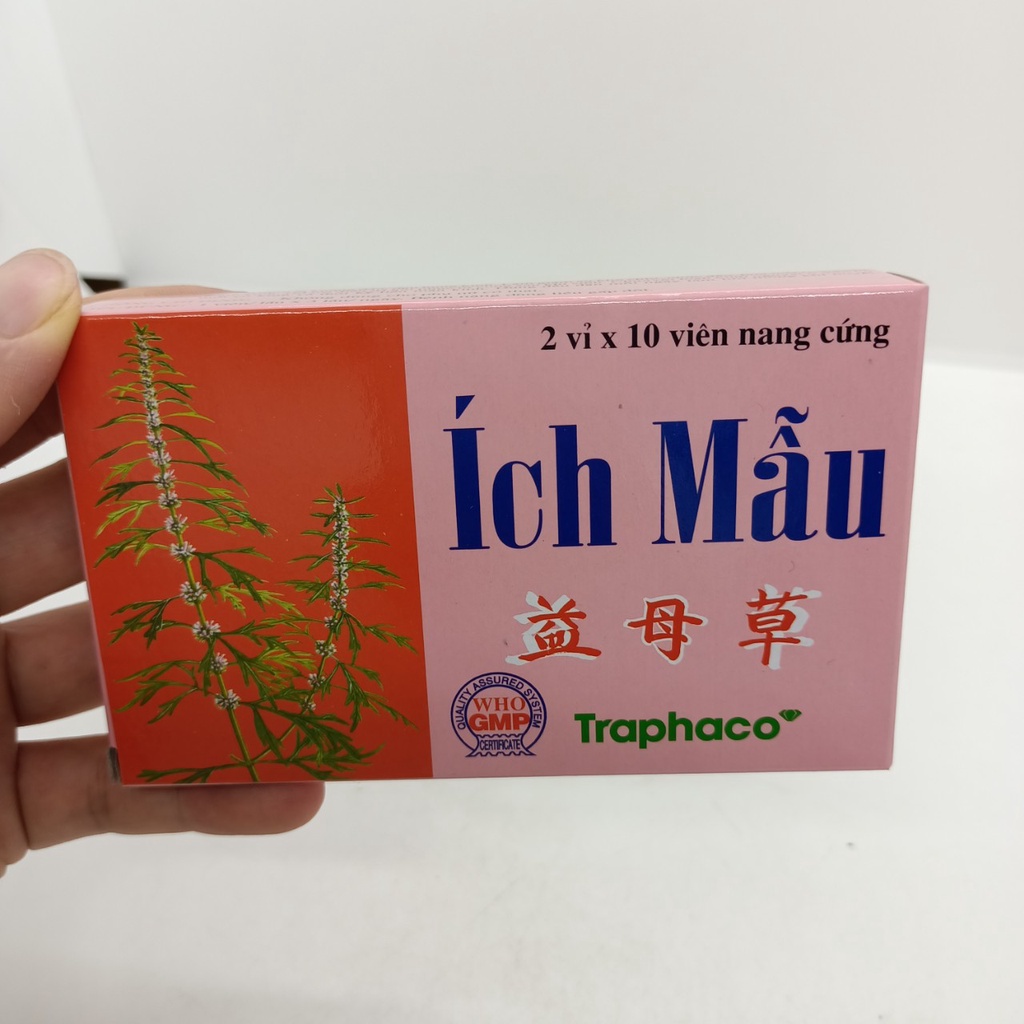 2 vỉ x 10 viên nang cứng
Ích Mẫu
益母草
QUALITY ASSURED SYSTEM
WHO
GMP
CERTIFICATE
Traphaco